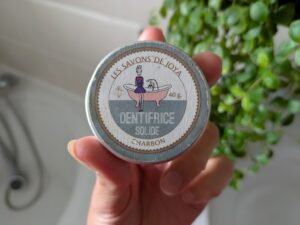 LES SAVONS DE JOYA
60 g
DENTIFRICE
SOLIDE
CHARBON